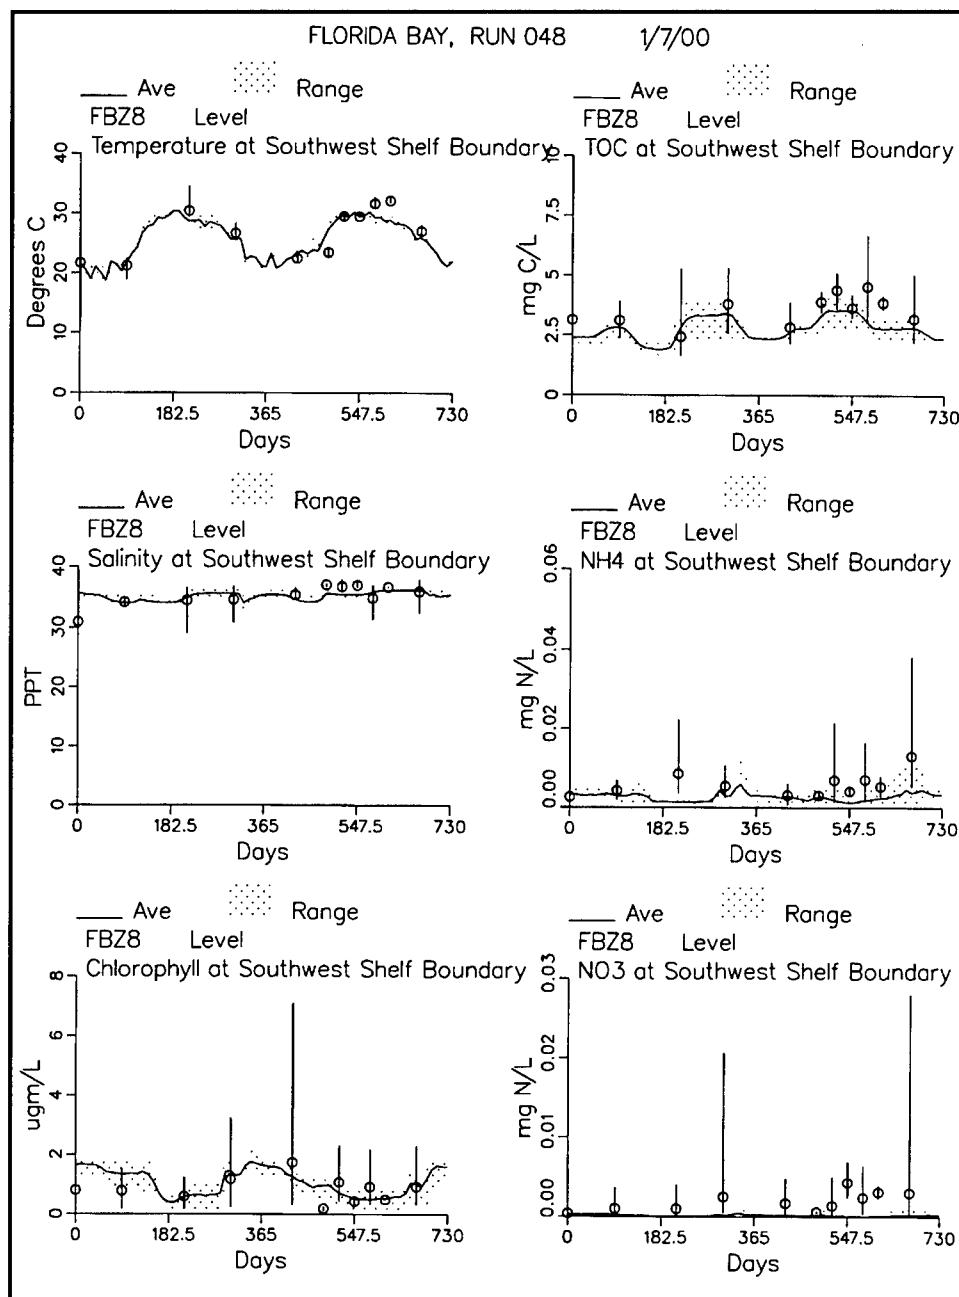 FLORIDA BAY, RUN 048 1/7/00
Ave Range
FBZ8 Level
Temperature at Southwest Shelf Boundary
40
30
20
10
0
Degrees C
0 182.5 365 547.5 730
Days
Ave Range
FBZ8 Level
TOC at Southwest Shelf Boundary
10
7.5
5
2.5
0
mg C/L
0 182.5 365 547.5 730
Days
Ave Range
FBZ8 Level
Salinity at Southwest Shelf Boundary
40
30
20
10
0
PPT
0 182.5 365 547.5 730
Days
Ave Range
FBZ8 Level
NH4 at Southwest Shelf Boundary
0.06
0.04
0.02
0.00
mg N/L
0 182.5 365 547.5 730
Days
Ave Range
FBZ8 Level
Chlorophyll at Southwest Shelf Boundary
8
6
4
2
0
ugm/L
0 182.5 365 547.5 730
Days
Ave Range
FBZ8 Level
NO3 at Southwest Shelf Boundary
0.03
0.02
0.01
0.00
mg N/L
0 182.5 365 547.5 730
Days